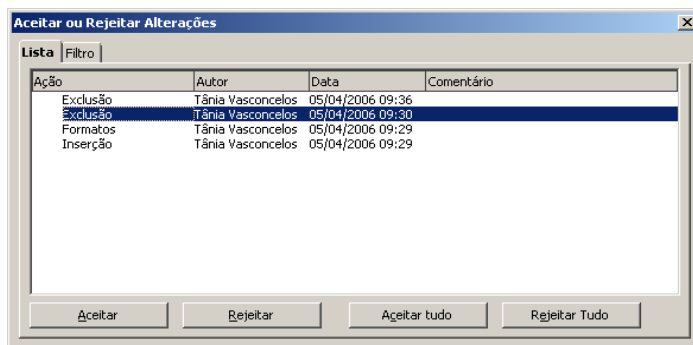 Aceitar ou Rejeitar Alterações
Lista Filtro
Ação Autor Data Comentário
Exclusão Tânia Vasconcelos 05/04/2006 09:36
Exclusão Tânia Vasconcelos 05/04/2006 09:30
Formatos Tânia Vasconcelos 05/04/2006 09:29
Inserção Tânia Vasconcelos 05/04/2006 09:29
Aceitar Rejeitar Aceitar tudo Rejeitar Tudo